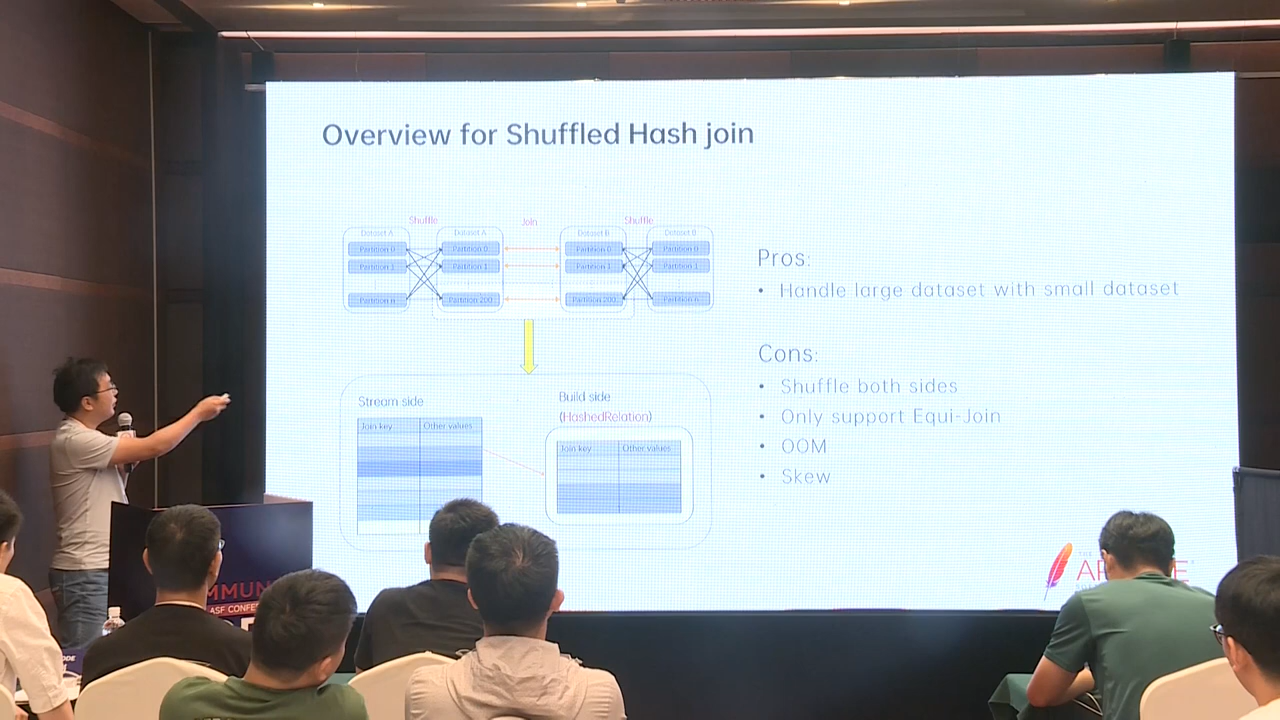 Overview for Shuffled Hash join
Shuffle Join Shuffle
Dataset A Dataset A Dataset B Dataset B
Partition 0 Partition 0 Partition 0 Partition 0
Partition 1 Partition 1 Partition 1 Partition 1
Partition n Partition 200 Partition 200 Partition n
Stream side
Join key Other values
Build side
(HashedRelation)
Join key Other values
Pros:
• Handle large dataset with small dataset
Cons:
• Shuffle both sides
• Only support Equi-Join
• OOM
• Skew
THE